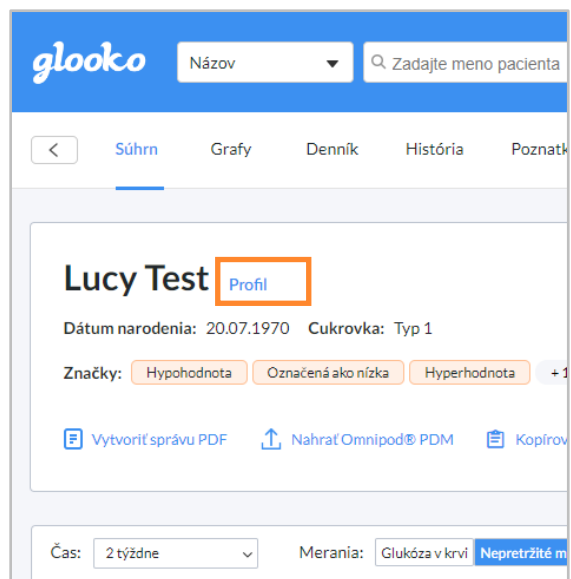 glooko Názov Zadajte meno pacienta
Súhrn Grafy Denník História Poznatk
Lucy Test Profil
Dátum narodenia: 20.07.1970 Cukrovka: Typ 1
Značky: Hypohodnota Označená ako nízka Hyperhodnota + 1
Vytvoriť správu PDF Nahrať Omnipod® PDM Kopírov
Čas: 2 týždne Merania: Glukóza v krvi Nepretržité m